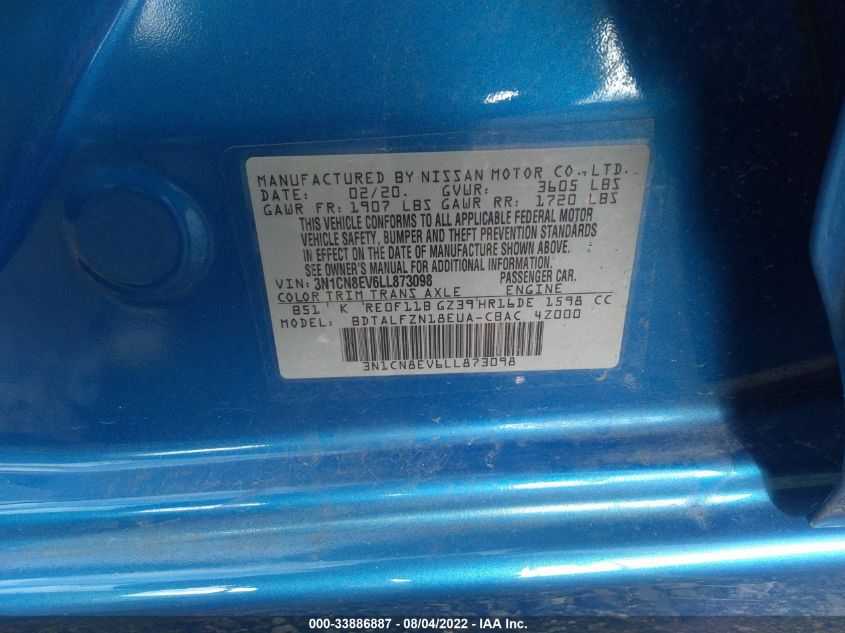 MANUFACTURED BY NISSAN MOTOR CO.,LTD.
DATE: 02/20. GVWR: 3605 LBS
GAWR FR: 1907 LBS GAWR RR: 1720 LBS
THIS VEHICLE CONFORMS TO ALL APPLICABLE FEDERAL MOTOR
VEHICLE SAFETY, BUMPER AND THEFT PREVENTION STANDARDS
IN EFFECT ON THE DATE OF MANUFACTURE SHOWN ABOVE.
SEE OWNER'S MANUAL FOR ADDITIONAL INFORMATION.
VIN: 3N1CN8EV6LL873098 PASSENGER CAR.
COLOR TRIM TRANS AXLE ENGINE
B51 K RE0F11B GZ39 HR16DE 1598 CC
MODEL: BDTALFZN18EUA-CBAC 4Z000
3N1CN8EV6LL873098
000-33886887 - 08/04/2022 - IAA Inc.